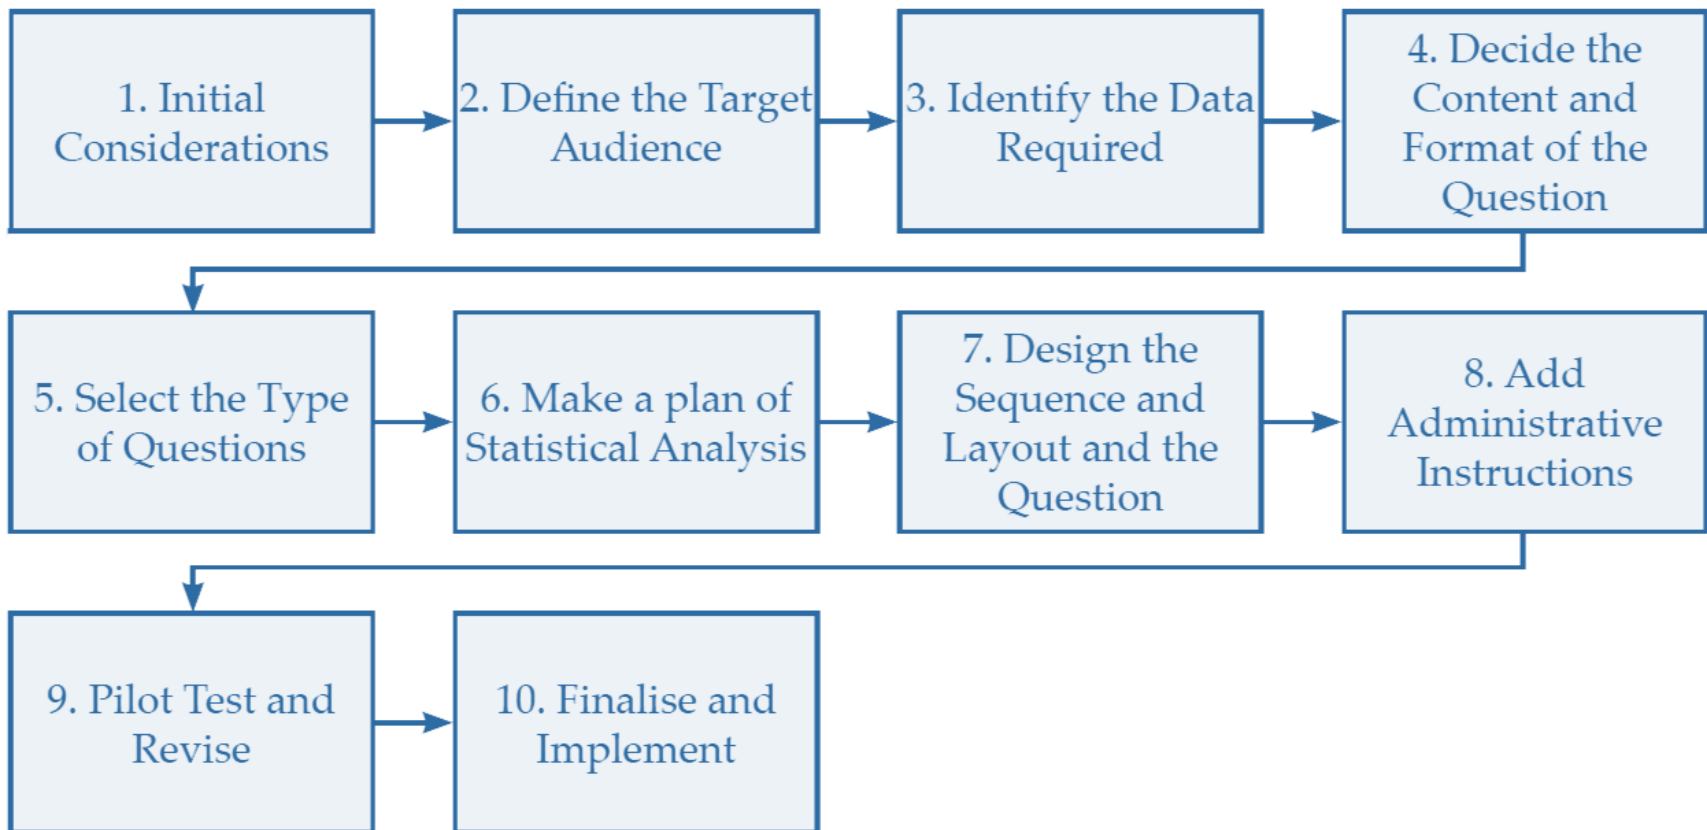 1. Initial
Considerations
2. Define the Target
Audience
3. Identify the Data
Required
4. Decide the
Content and
Format of the
Question
5. Select the Type
of Questions
6. Make a plan of
Statistical Analysis
7. Design the
Sequence and
Layout and the
Question
8. Add
Administrative
Instructions
9. Pilot Test and
Revise
10. Finalise and
Implement